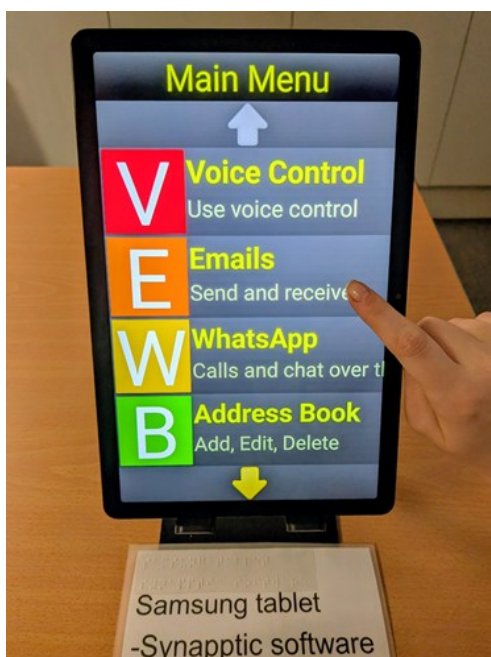 Main Menu
V
Voice Control
Use voice control
E
Emails
Send and receive
W
WhatsApp
Calls and chat over
B
Address Book
Add, Edit, Delete
Samsung tablet
-Synapptic software